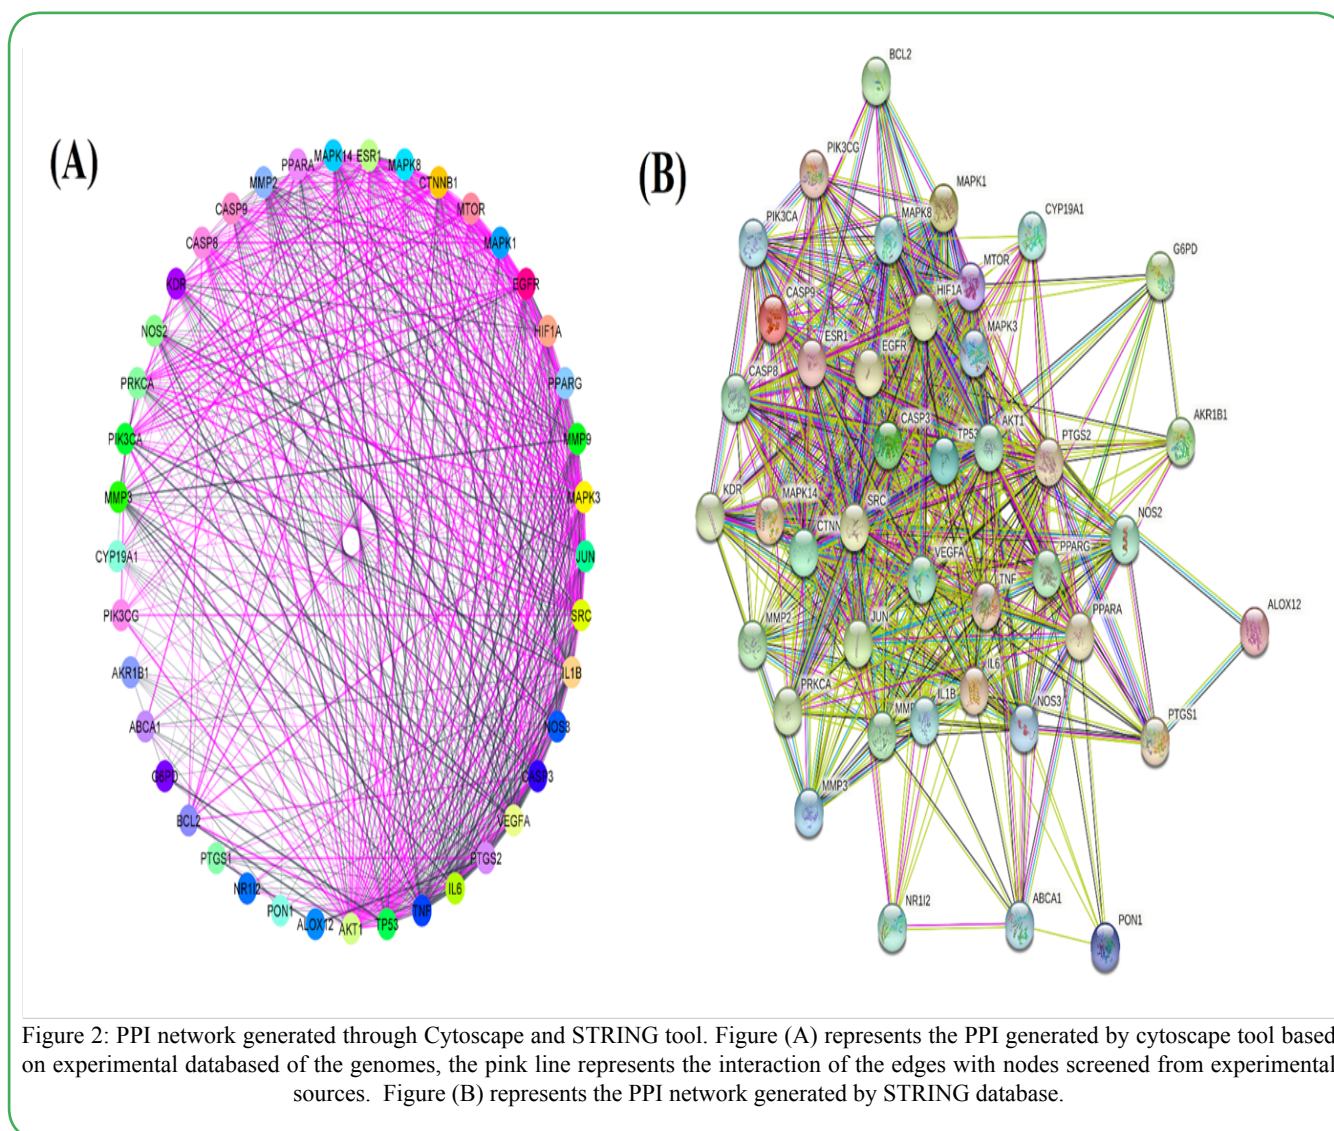 (A)
MAPK14
ESR1
PPARA
MAPK8
MMP2
CTNNB1
CASP9
MTOR
CASP8
MAPK1
KDR
EGFR
NOS2
HIF1A
PRKCA
PPARG
PIK3CA
MMP9
MMP3
MAPK3
CYP19A1
JUN
PIK3CG
SRC
AKR1B1
IL1B
ABCA1
NOS3
G6PD
CASP3
BCL2
VEGFA
PTGS1
PTGS2
NR1I2
IL6
PON1
TNF
ALOX12
AKT1
TP53
(B)
BCL2
PIK3CG
MAPK1
PIK3CA
MAPK8
CYP19A1
G6PD
MTOR
CASP9
HIF1A
MAPK3
ESR1
EGFR
CASP8
AKR1B1
CASP3
AKT1
TP53
PTGS2
KDR
MAPK14
SRC
NOS2
CTNN
VEGFA
PPARG
TNF
ALOX12
MMP2
JUN
PPARA
IL6
PRKCA
IL1B
NOS3
MMP
PTGS1
MMP3
NR1I2
ABCA1
PON1
Figure 2: PPI network generated through Cytoscape and STRING tool. Figure (A) represents the PPI generated by cytoscape tool based
on experimental databased of the genomes, the pink line represents the interaction of the edges with nodes screened from experimental
sources.  Figure (B) represents the PPI network generated by STRING database.